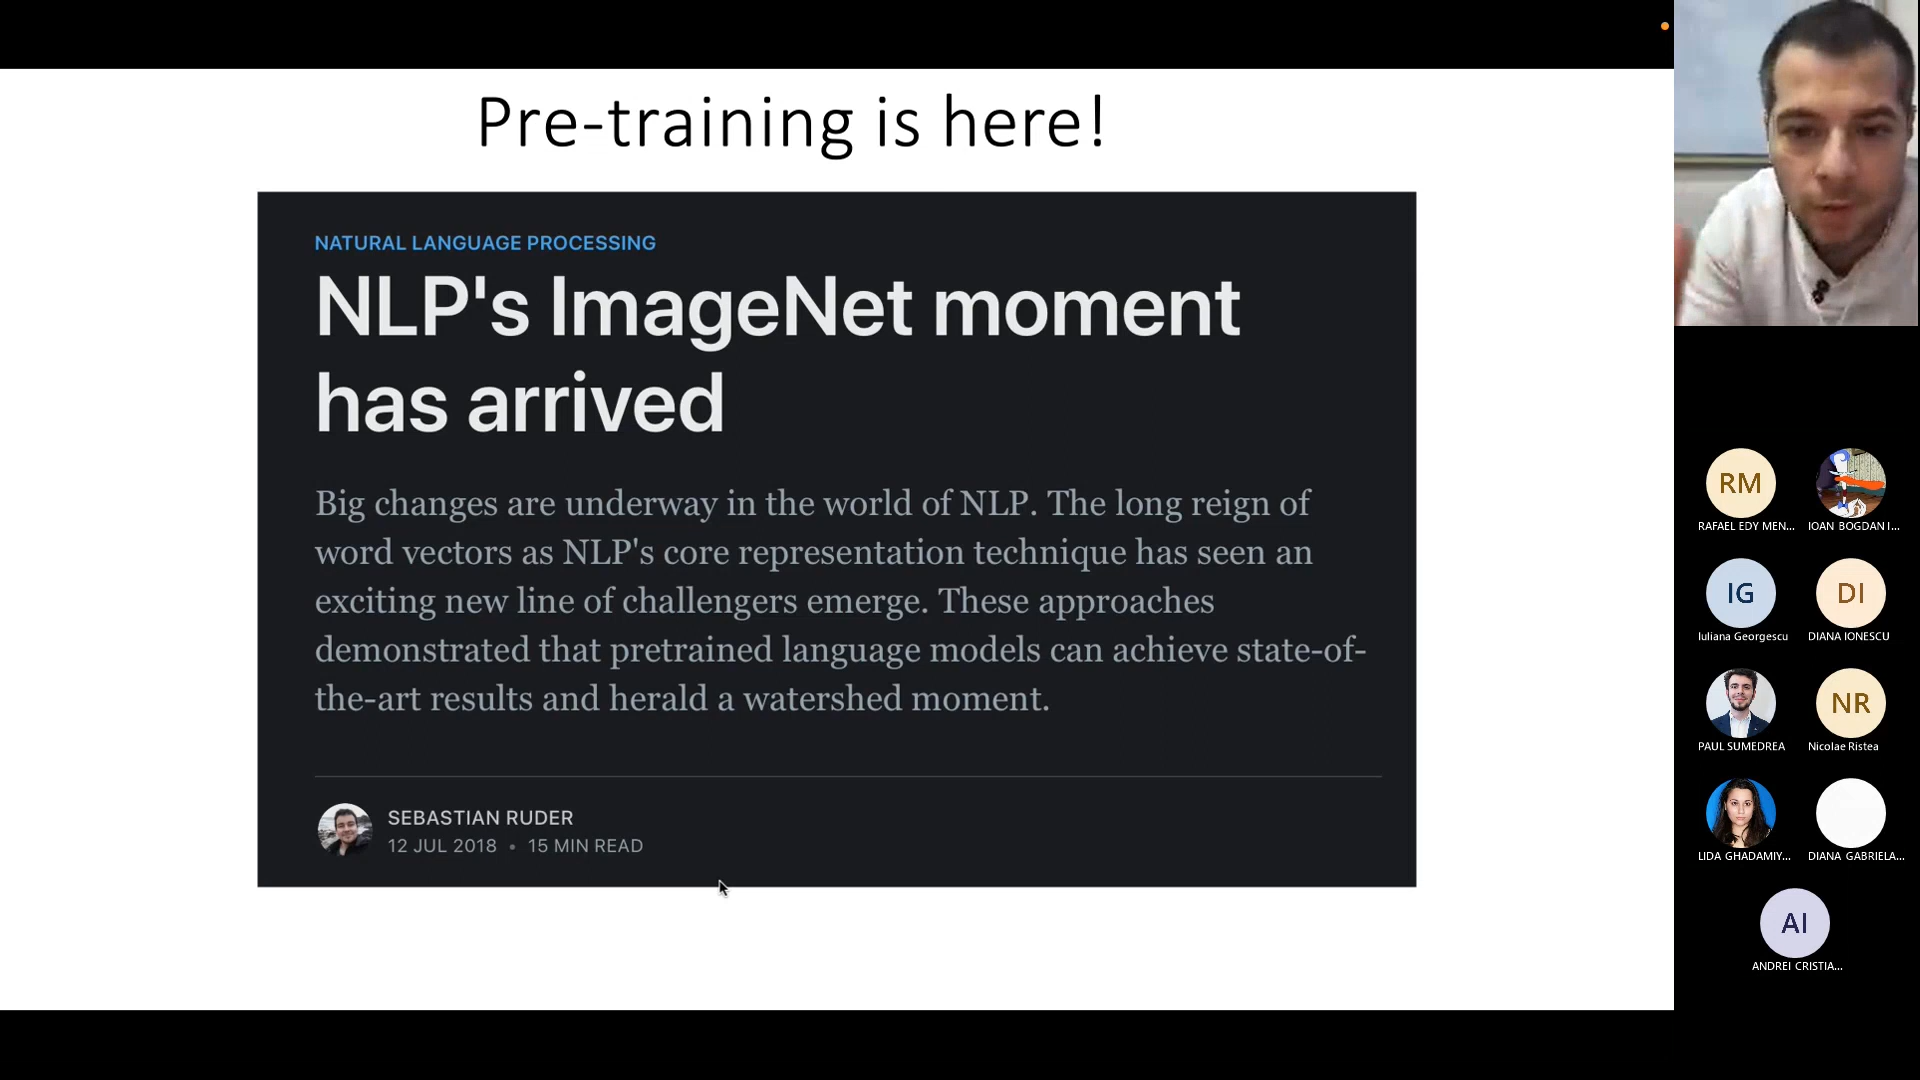 Pre-training is here!
NATURAL LANGUAGE PROCESSING
NLP's ImageNet moment
has arrived
Big changes are underway in the world of NLP. The long reign of
word vectors as NLP's core representation technique has seen an
exciting new line of challengers emerge. These approaches
demonstrated that pretrained language models can achieve state-of-
the-art results and herald a watershed moment.
SEBASTIAN RUDER
12 JUL 2018 • 15 MIN READ
RM
RAFAEL EDY MEN...
IOAN BOGDAN I...
IG
Iuliana Georgescu
DI
DIANA IONESCU
PAUL SUMEDREA
NR
Nicolae Ristea
LIDA GHADAMIY...
DIANA GABRIELA...
AI
ANDREI CRISTIA...